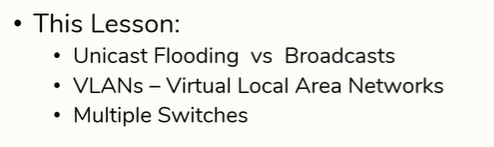 • This Lesson:
• Unicast Flooding vs Broadcasts
• VLANs – Virtual Local Area Networks
• Multiple Switches